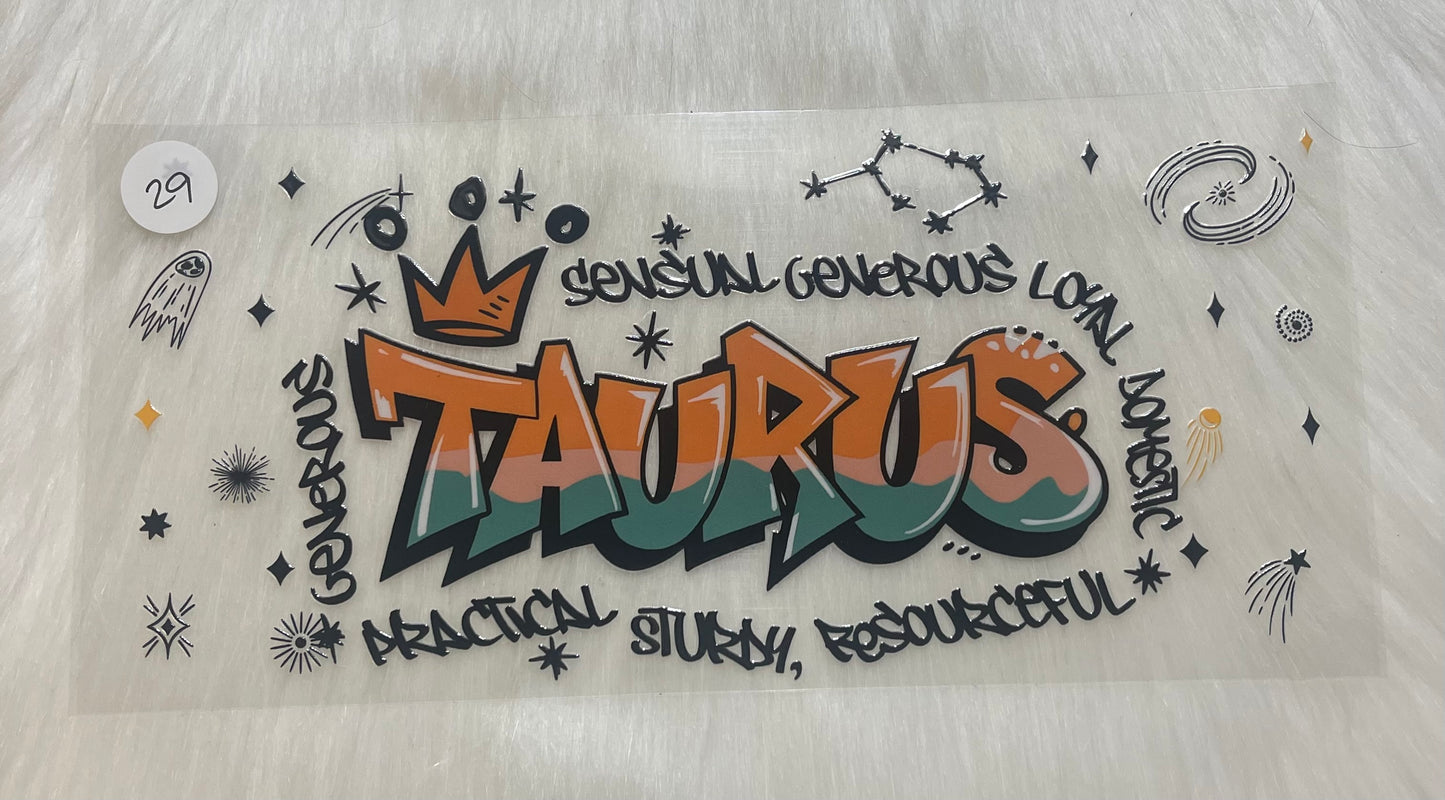 29
SENSUAL GENEROUS LOYAL DOMESTIC
GENEROUS
TAURUS
PRACTICAL STURDY, RESOURCEFUL